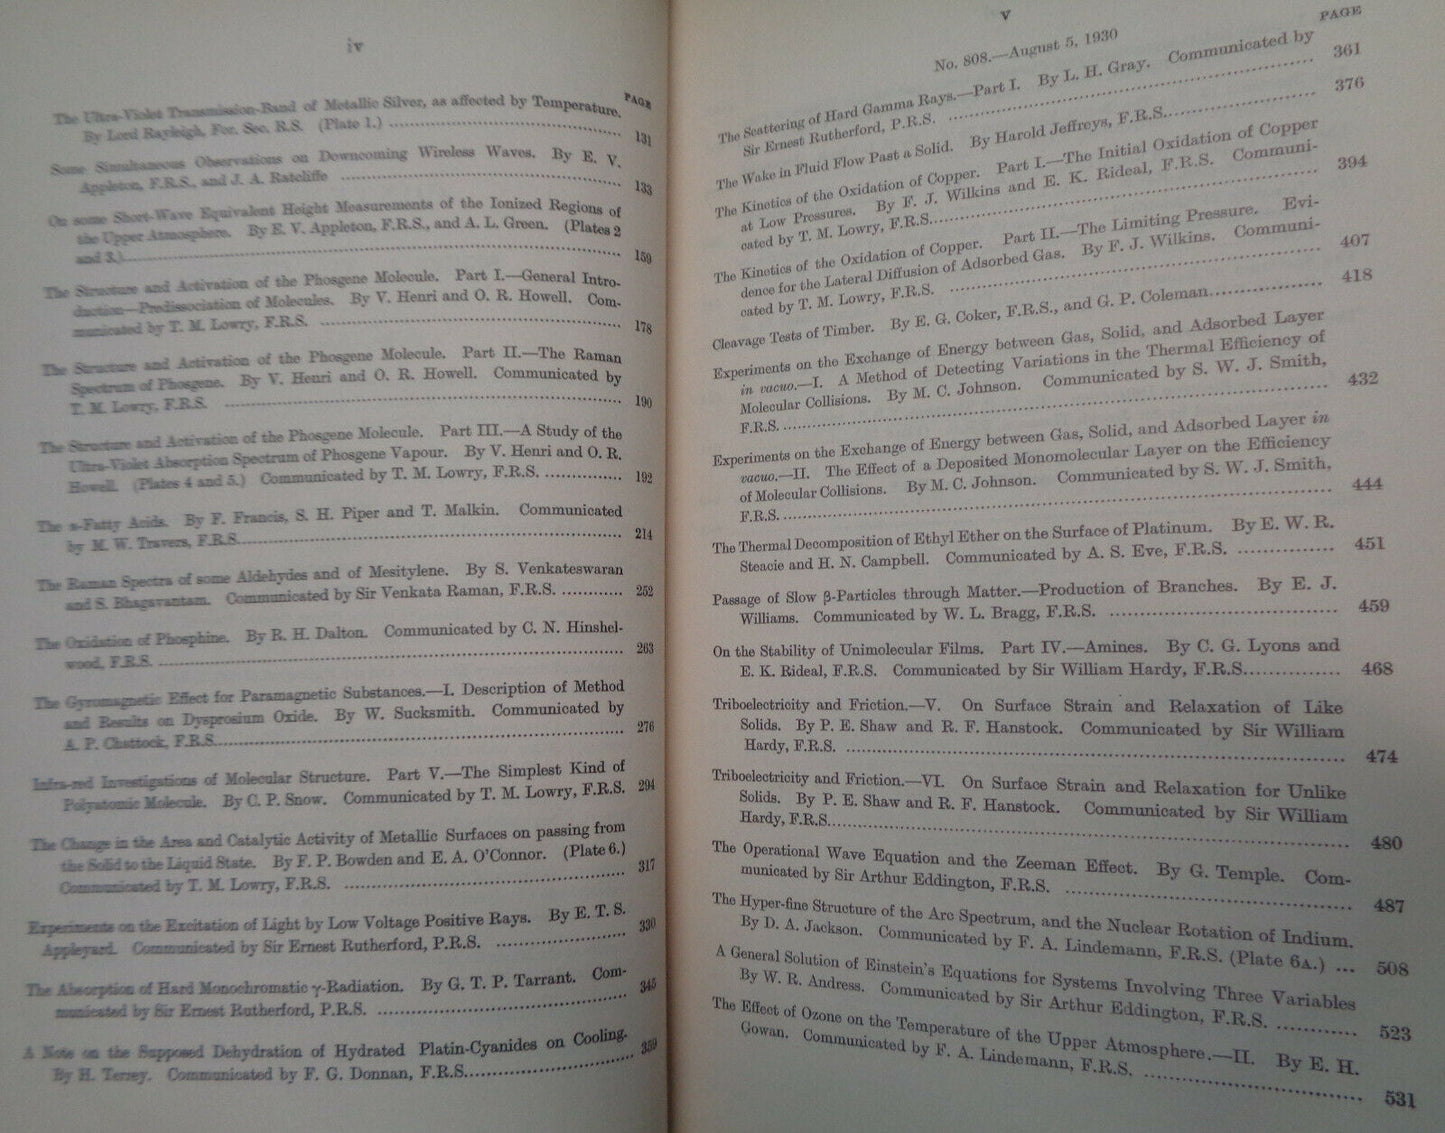 iv
PAGE
The Ultra-Violet Transmission-Band of Metallic Silver, as affected by Temperature.
By Lord Rayleigh, For. Sec. R.S. (Plate 1.) 131
Some Simultaneous Observations on Downcoming Wireless Waves. By E. V.
Appleton, F.R.S., and J. A. Ratcliffe 133
On some Short-Wave Equivalent Height Measurements of the Ionized Regions of
the Upper Atmosphere. By E. V. Appleton, F.R.S., and A. L. Green. (Plates 2
and 3.) 159
The Structure and Activation of the Phosgene Molecule. Part I.—General Intro-
duction—Predissociation of Molecules. By V. Henri and O. R. Howell. Com-
municated by T. M. Lowry, F.R.S. 178
The Structure and Activation of the Phosgene Molecule. Part II.—The Raman
Spectrum of Phosgene. By V. Henri and O. R. Howell. Communicated by
T. M. Lowry, F.R.S. 190
The Structure and Activation of the Phosgene Molecule. Part III.—A Study of the
Ultra-Violet Absorption Spectrum of Phosgene Vapour. By V. Henri and O. R.
Howell. (Plates 4 and 5.) Communicated by T. M. Lowry, F.R.S. 192
The n-Fatty Acids. By F. Francis, S. H. Piper and T. Malkin. Communicated
by M. W. Travers, F.R.S. 214
The Raman Spectra of some Aldehydes and of Mesitylene. By S. Venkateswaran
and S. Bhagavantam. Communicated by Sir Venkata Raman, F.R.S. 252
The Oxidation of Phosphine. By R. H. Dalton. Communicated by C. N. Hinshel-
wood, F.R.S. 263
The Gyromagnetic Effect for Paramagnetic Substances.—I. Description of Method
and Results on Dysprosium Oxide. By W. Sucksmith. Communicated by
A. P. Chattock, F.R.S. 276
Infra-red Investigations of Molecular Structure. Part V.—The Simplest Kind of
Polyatomic Molecule. By C. P. Snow. Communicated by T. M. Lowry, F.R.S. 294
The Change in the Area and Catalytic Activity of Metallic Surfaces on passing from
the Solid to the Liquid State. By F. P. Bowden and E. A. O'Connor. (Plate 6.)
Communicated by T. M. Lowry, F.R.S. 317
Experiments on the Excitation of Light by Low Voltage Positive Rays. By E. T. S.
Appleyard. Communicated by Sir Ernest Rutherford, P.R.S. 330
The Absorption of Hard Monochromatic γ-Radiation. By G. T. P. Tarrant. Com-
municated by Sir Ernest Rutherford, P.R.S. 345
A Note on the Supposed Dehydration of Hydrated Platin-Cyanides on Cooling.
By H. Terrey. Communicated by F. G. Donnan, F.R.S. 359
v
No. 808.—August 5, 1930
PAGE
The Scattering of Hard Gamma Rays.—Part I. By L. H. Gray. Communicated by
Sir Ernest Rutherford, P.R.S. 361
The Wake in Fluid Flow Past a Solid. By Harold Jeffreys, F.R.S. 376
The Kinetics of the Oxidation of Copper. Part I.—The Initial Oxidation of Copper
at Low Pressures. By F. J. Wilkins and E. K. Rideal, F.R.S. Communi-
cated by T. M. Lowry, F.R.S. 394
The Kinetics of the Oxidation of Copper. Part II.—The Limiting Pressure. Evi-
dence for the Lateral Diffusion of Adsorbed Gas. By F. J. Wilkins. Communi-
cated by T. M. Lowry, F.R.S. 407
Cleavage Tests of Timber. By E. G. Coker, F.R.S., and G. P. Coleman 418
Experiments on the Exchange of Energy between Gas, Solid, and Adsorbed Layer
in vacuo.—I. A Method of Detecting Variations in the Thermal Efficiency of
Molecular Collisions. By M. C. Johnson. Communicated by S. W. J. Smith,
F.R.S. 432
Experiments on the Exchange of Energy between Gas, Solid, and Adsorbed Layer in
vacuo.—II. The Effect of a Deposited Monomolecular Layer on the Efficiency
of Molecular Collisions. By M. C. Johnson. Communicated by S. W. J. Smith,
F.R.S. 444
The Thermal Decomposition of Ethyl Ether on the Surface of Platinum. By E. W. R.
Steacie and H. N. Campbell. Communicated by A. S. Eve, F.R.S. 451
Passage of Slow β-Particles through Matter.—Production of Branches. By E. J.
Williams. Communicated by W. L. Bragg, F.R.S. 459
On the Stability of Unimolecular Films. Part IV.—Amines. By C. G. Lyons and
E. K. Rideal, F.R.S. Communicated by Sir William Hardy, F.R.S. 468
Triboelectricity and Friction.—V. On Surface Strain and Relaxation of Like
Solids. By P. E. Shaw and R. F. Hanstock. Communicated by Sir William
Hardy, F.R.S. 474
Triboelectricity and Friction.—VI. On Surface Strain and Relaxation for Unlike
Solids. By P. E. Shaw and R. F. Hanstock. Communicated by Sir William
Hardy, F.R.S. 480
The Operational Wave Equation and the Zeeman Effect. By G. Temple. Com-
municated by Sir Arthur Eddington, F.R.S. 487
The Hyper-fine Structure of the Arc Spectrum, and the Nuclear Rotation of Indium.
By D. A. Jackson. Communicated by F. A. Lindemann, F.R.S. (Plate 6A.) ... 508
A General Solution of Einstein's Equations for Systems Involving Three Variables
By W. R. Andress. Communicated by Sir Arthur Eddington, F.R.S. 523
The Effect of Ozone on the Temperature of the Upper Atmosphere.—II. By E. H.
Gowan. Communicated by F. A. Lindemann, F.R.S. 531